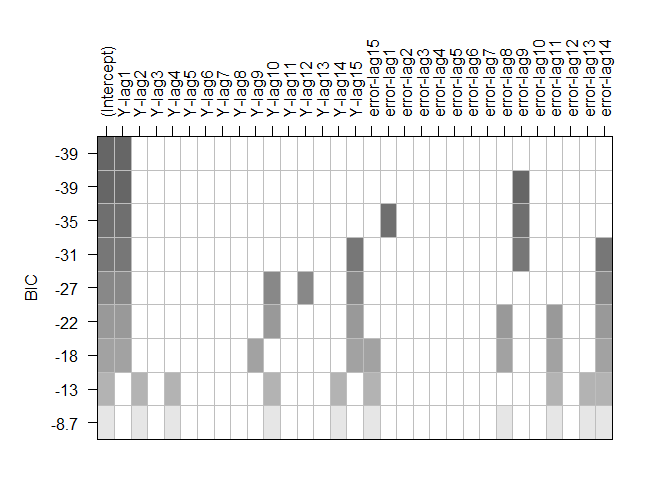 (Intercept)
Y-lag1
Y-lag2
Y-lag3
Y-lag4
Y-lag5
Y-lag6
Y-lag7
Y-lag8
Y-lag9
Y-lag10
Y-lag11
Y-lag12
Y-lag13
Y-lag14
Y-lag15
error-lag15
error-lag1
error-lag2
error-lag3
error-lag4
error-lag5
error-lag6
error-lag7
error-lag8
error-lag9
error-lag10
error-lag11
error-lag12
error-lag13
error-lag14
BIC
-39
-39
-35
-31
-27
-22
-18
-13
-8.7